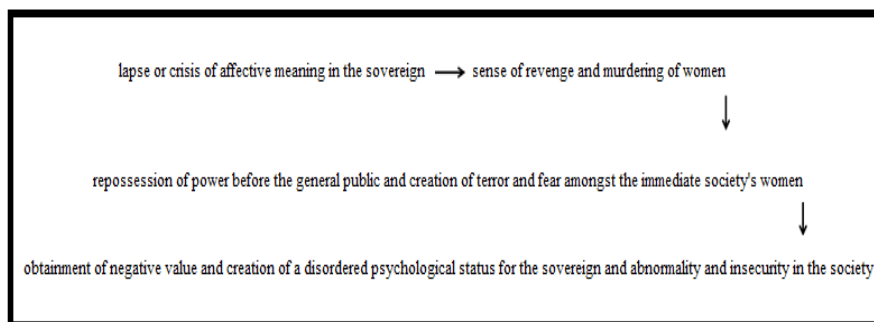 lapse or crisis of affective meaning in the sovereign → sense of revenge and murdering of women
↓
repossession of power before the general public and creation of terror and fear amongst the immediate society's women
↓
obtainment of negative value and creation of a disordered psychological status for the sovereign and abnormality and insecurity in the society